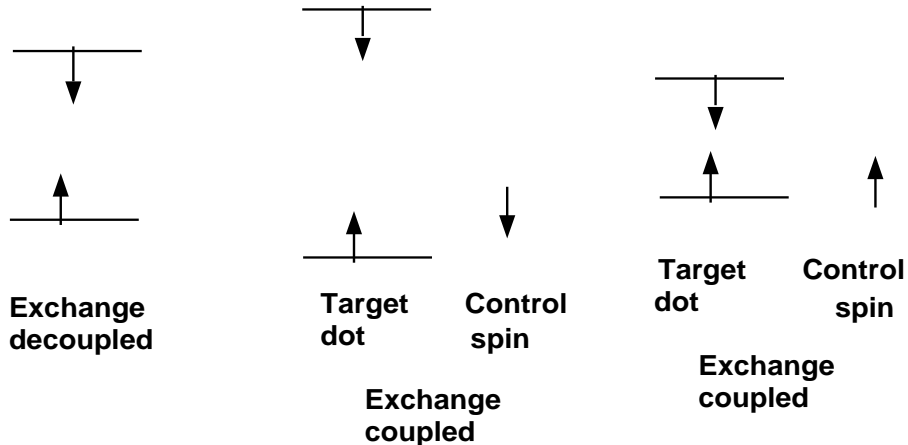 Exchange
decoupled
Target
dot
Control
spin
Exchange
coupled
Target
dot
Control
spin
Exchange
coupled